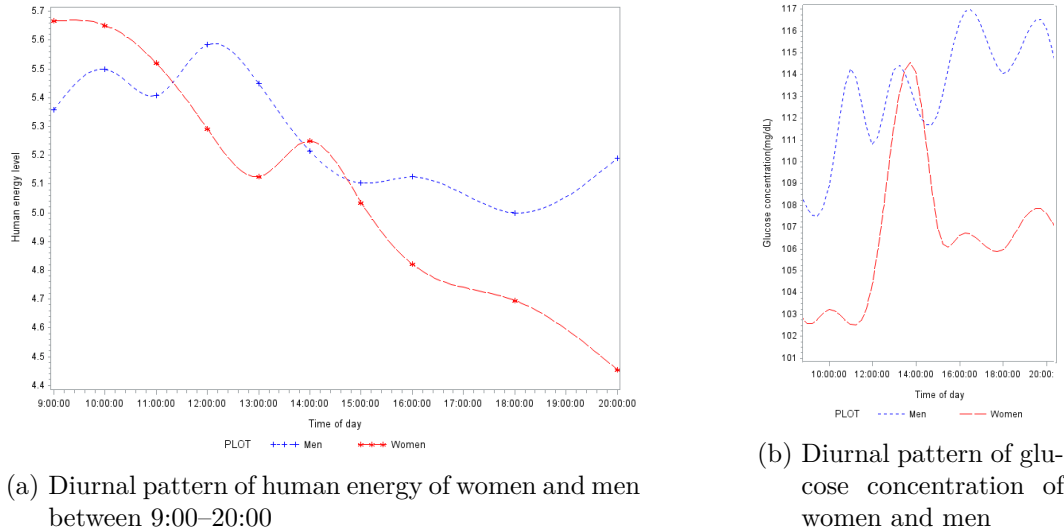 5.7
5.6
5.5
5.4
5.3
5.2
5.1
5.0
4.9
4.8
4.7
4.6
4.5
4.4
Human energy level
9:00:00 10:00:00 11:00:00 12:00:00 13:00:00 14:00:00 15:00:00 16:00:00 17:00:00 18:00:00 19:00:00 20:00:00
Time of day
PLOT Men Women
(a) Diurnal pattern of human energy of women and men
between 9:00–20:00
117
116
115
114
113
112
111
110
109
108
107
106
105
104
103
102
101
Glucose concentration(mg/dL)
10:00:00 12:00:00 14:00:00 16:00:00 18:00:00 20:00:
Time of day
PLOT Men Women
(b) Diurnal pattern of glu-
cose concentration of
women and men